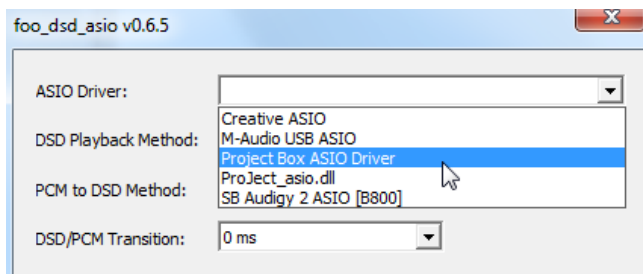 foo_dsd_asio v0.6.5
ASIO Driver:
Creative ASIO
DSD Playback Method:
M-Audio USB ASIO
Project Box ASIO Driver
PCM to DSD Method:
ProJect_asio.dll
SB Audigy 2 ASIO [B800]
DSD/PCM Transition:
0 ms